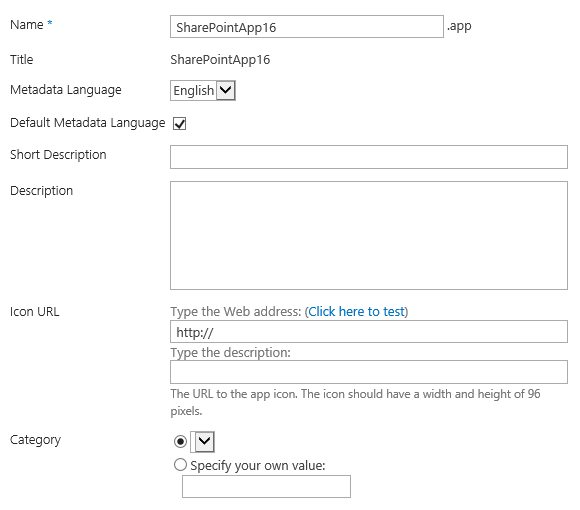 Name * SharePointApp16 .app
Title SharePointApp16
Metadata Language English
Default Metadata Language
Short Description
Description
Icon URL Type the Web address: (Click here to test)
http://
Type the description:
The URL to the app icon. The icon should have a width and height of 96
pixels.
Category
Specify your own value: